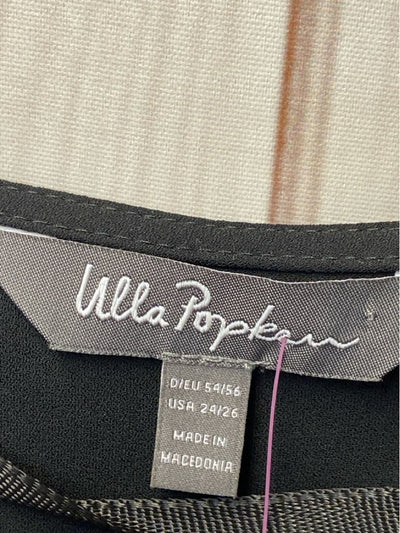 Ulla Popken
D/EU 54/56
USA 24/26
MADE IN
MACEDONIA